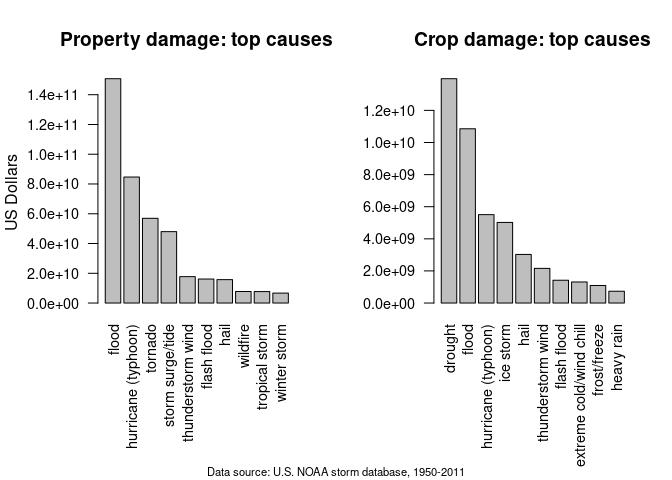 Property damage: top causes
US Dollars
1.4e+11
1.2e+11
1.0e+11
8.0e+10
6.0e+10
4.0e+10
2.0e+10
0.0e+00
flood
hurricane (typhoon)
tornado
storm surge/tide
thunderstorm wind
flash flood
hail
wildfire
tropical storm
winter storm
Crop damage: top causes
1.2e+10
1.0e+10
8.0e+09
6.0e+09
4.0e+09
2.0e+09
0.0e+00
drought
flood
hurricane (typhoon)
ice storm
hail
thunderstorm wind
flash flood
extreme cold/wind chill
frost/freeze
heavy rain
Data source: U.S. NOAA storm database, 1950-2011